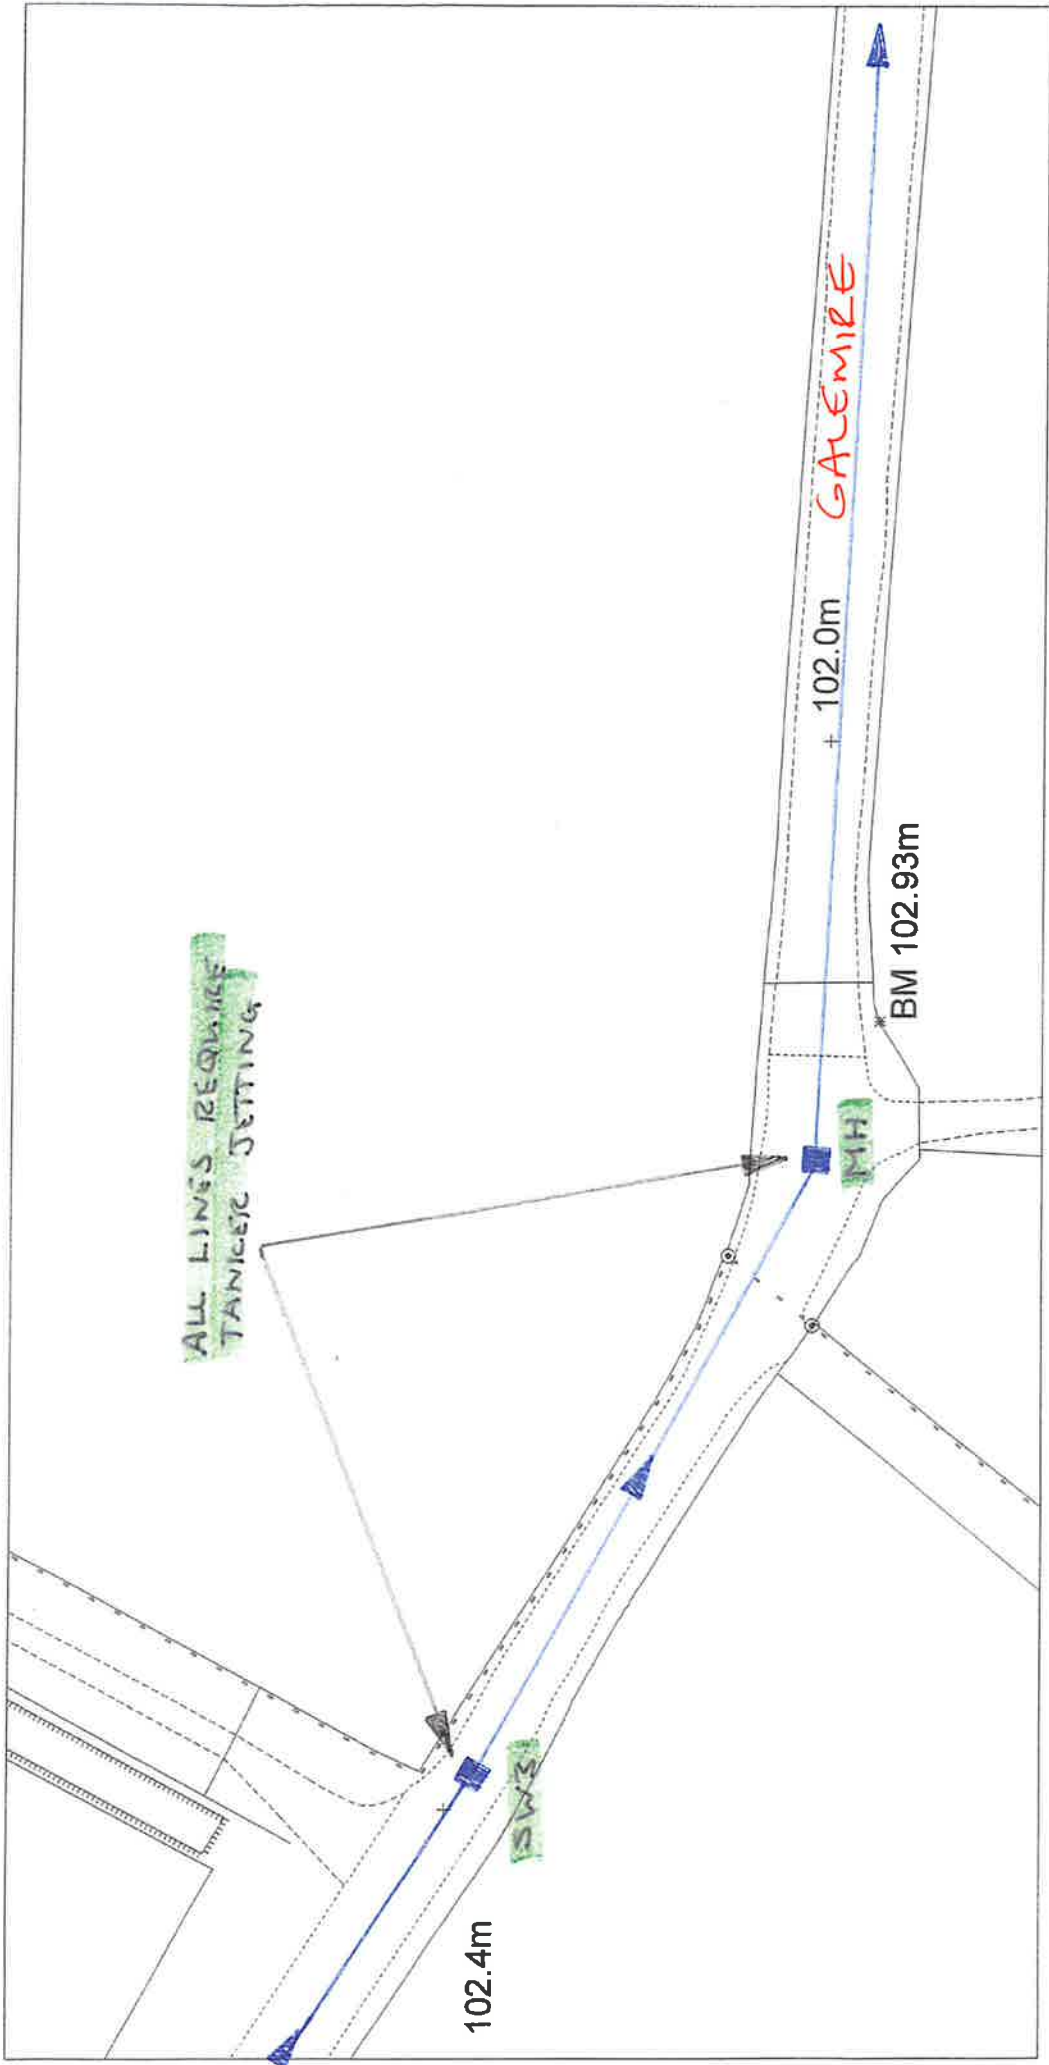 ALL LINES REQUIRE
TANKER JETTING
GALEMIRE
102.0m
BM 102.93m
MH
SW3
102.4m